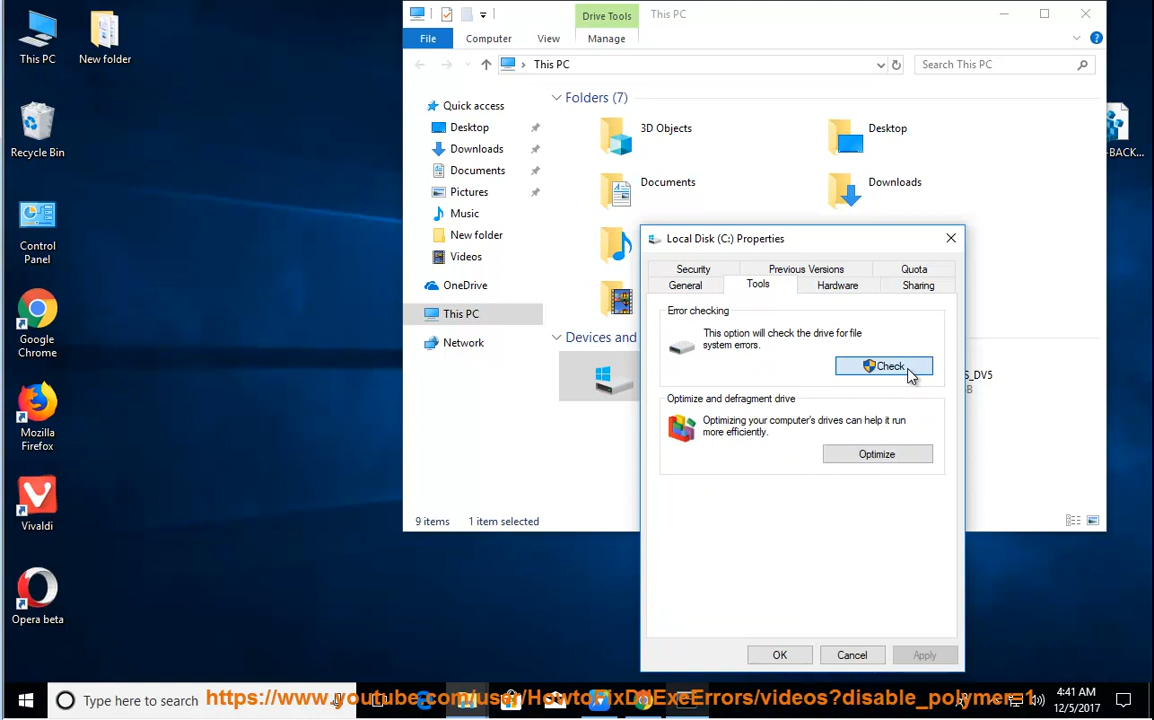 This PC
New folder
Recycle Bin
Control
Panel
Google
Chrome
Mozilla
Firefox
Vivaldi
Opera beta
Drive Tools
This PC
File
Computer
View
Manage
This PC
Search This PC
Quick access
Desktop
Downloads
Documents
Pictures
Music
New folder
Videos
OneDrive
This PC
Network
Folders (7)
3D Objects
Desktop
Documents
Downloads
Devices and
S_DV5
B
-BACK...
9 items
1 item selected
Local Disk (C:) Properties
Security
Previous Versions
Quota
General
Tools
Hardware
Sharing
Error checking
This option will check the drive for file
system errors.
Check
Optimize and defragment drive
Optimizing your computer's drives can help it run
more efficiently.
Optimize
OK
Cancel
Apply
Type here to search
https://www.youtube.com/user/HowtoFixDllExeErrors/videos?disable_polymer=1
4:41 AM
12/5/2017